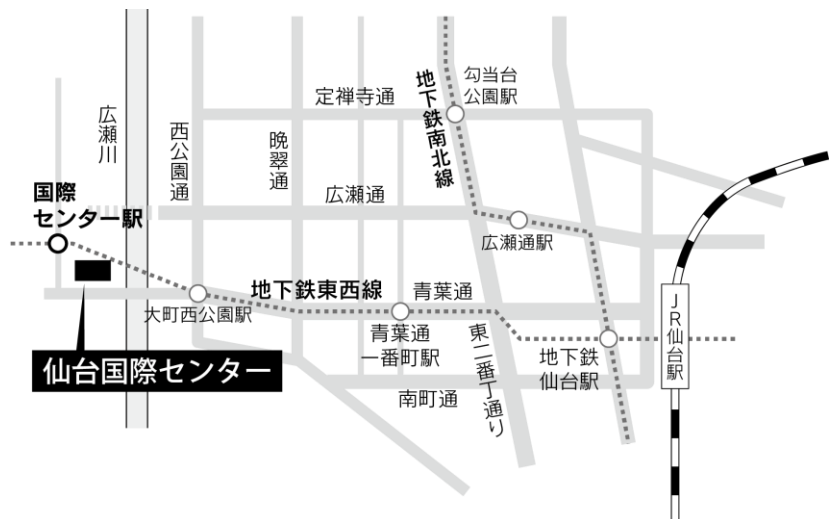 勾当台
公園駅
定禅寺通
地下鉄南北線
広瀬川
西公園通
晩翠通
国際
センター駅
広瀬通
広瀬通駅
地下鉄東西線
青葉通
大町西公園駅
青葉通
一番町駅
東二番丁通り
地下鉄
仙台駅
JR仙台駅
仙台国際センター
南町通